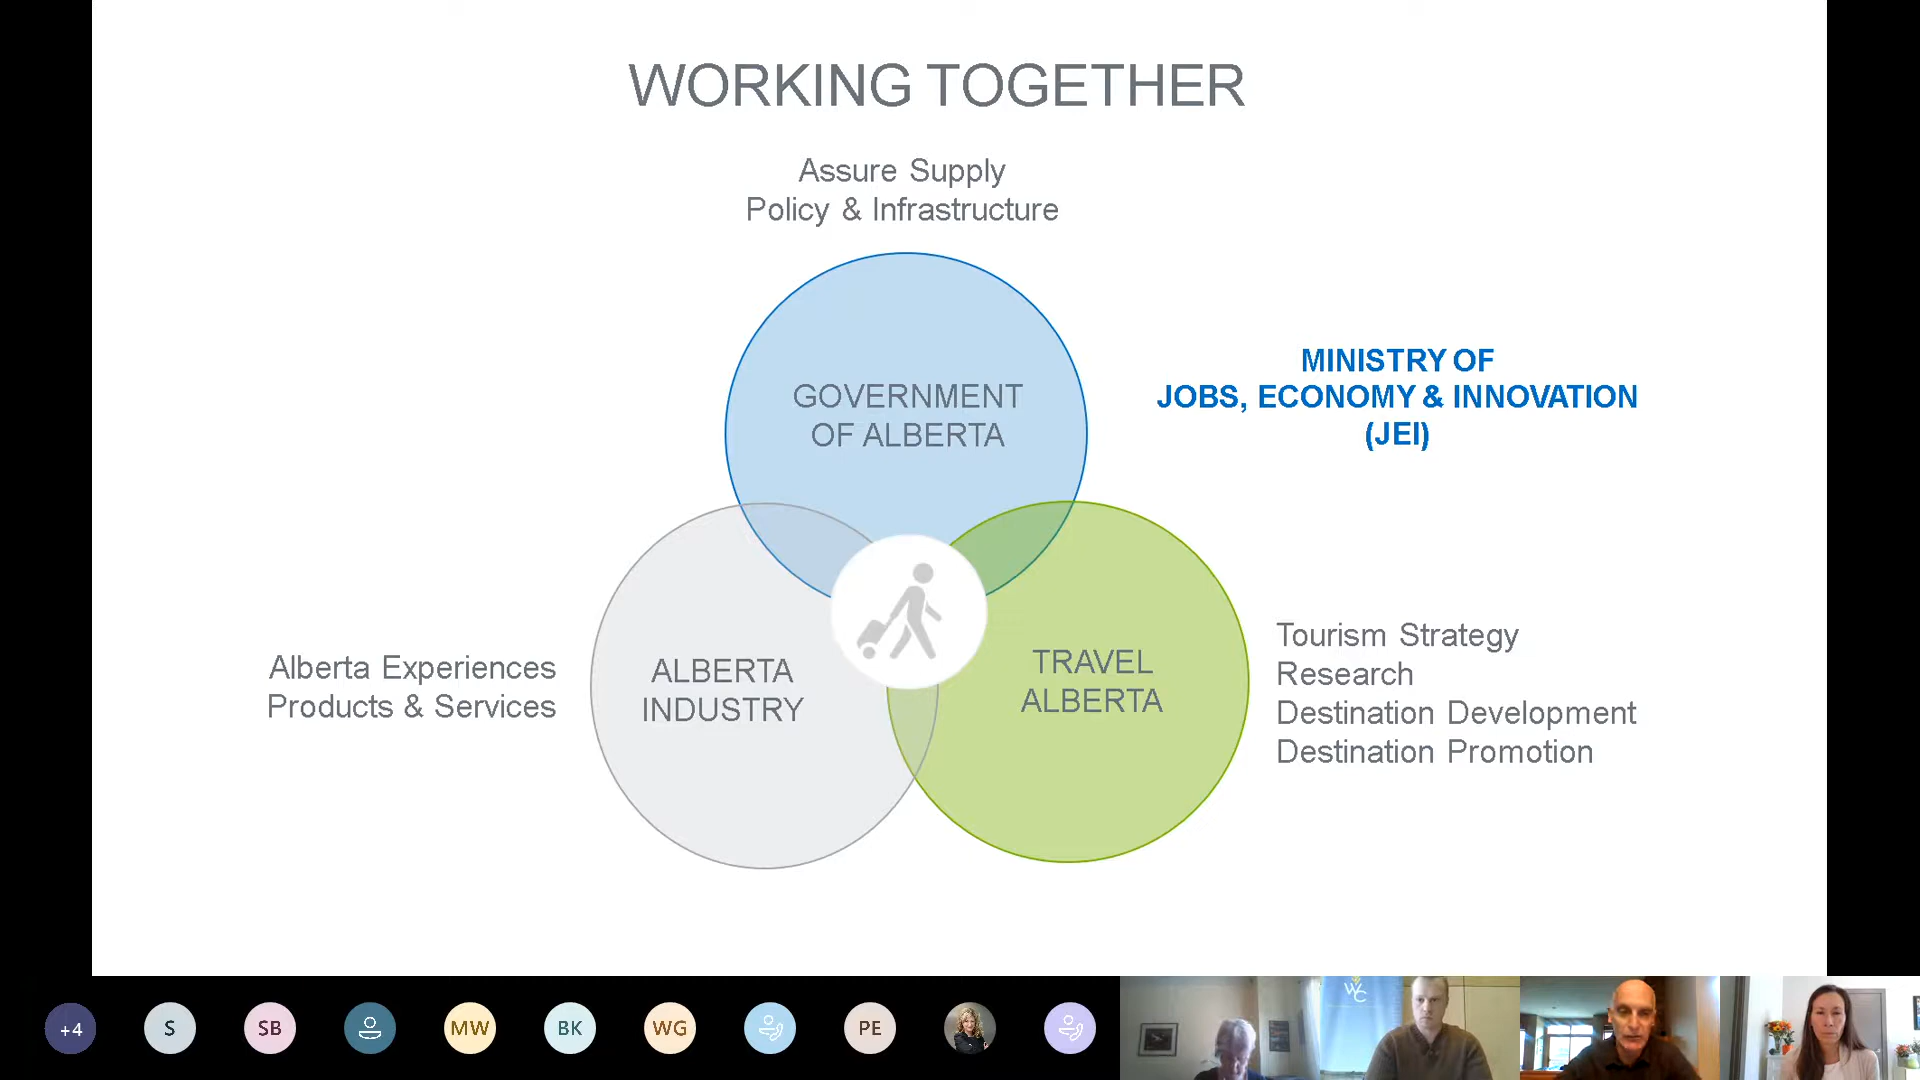 WORKING TOGETHER
Assure Supply
Policy & Infrastructure
GOVERNMENT
OF ALBERTA
MINISTRY OF
JOBS, ECONOMY & INNOVATION
(JEI)
Alberta Experiences
Products & Services
ALBERTA
INDUSTRY
TRAVEL
ALBERTA
Tourism Strategy
Research
Destination Development
Destination Promotion
+4
S
SB
MW
BK
WG
PE
WC